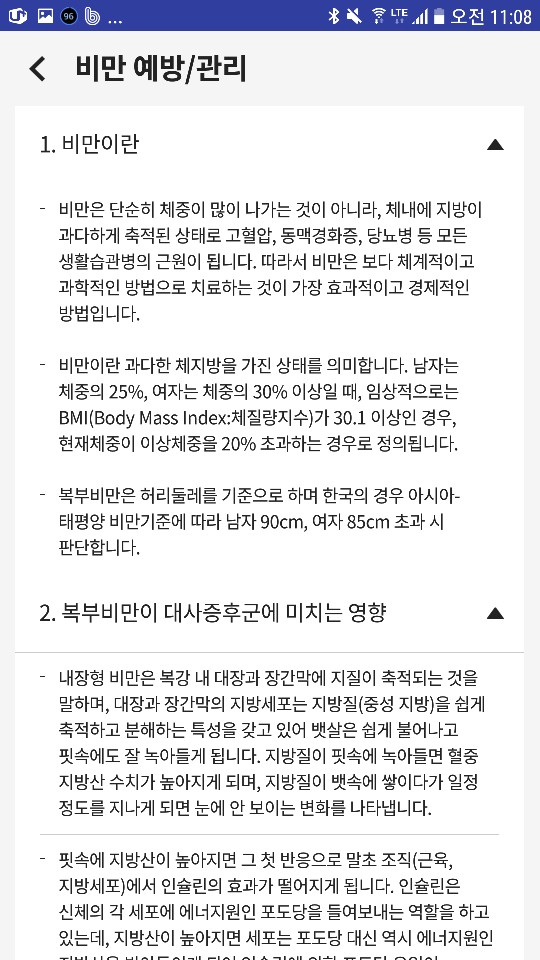 96
...
LTE
오전 11:08
비만 예방/관리
1. 비만이란
- 비만은 단순히 체중이 많이 나가는 것이 아니라, 체내에 지방이
과다하게 축적된 상태로 고혈압, 동맥경화증, 당뇨병 등 모든
생활습관병의 근원이 됩니다. 따라서 비만은 보다 체계적이고
과학적인 방법으로 치료하는 것이 가장 효과적이고 경제적인
방법입니다.
- 비만이란 과다한 체지방을 가진 상태를 의미합니다. 남자는
체중의 25%, 여자는 체중의 30% 이상일 때, 임상적으로는
BMI(Body Mass Index:체질량지수)가 30.1 이상인 경우,
현재체중이 이상체중을 20% 초과하는 경우로 정의됩니다.
- 복부비만은 허리둘레를 기준으로 하며 한국의 경우 아시아-
태평양 비만기준에 따라 남자 90cm, 여자 85cm 초과 시
판단합니다.
2. 복부비만이 대사증후군에 미치는 영향
- 내장형 비만은 복강 내 대장과 장간막에 지질이 축적되는 것을
말하며, 대장과 장간막의 지방세포는 지방질(중성 지방)을 쉽게
축적하고 분해하는 특성을 갖고 있어 뱃살은 쉽게 불어나고
핏속에도 잘 녹아들게 됩니다. 지방질이 핏속에 녹아들면 혈중
지방산 수치가 높아지게 되며, 지방질이 뱃속에 쌓이다가 일정
정도를 지나게 되면 눈에 안 보이는 변화를 나타냅니다.
- 핏속에 지방산이 높아지면 그 첫 반응으로 말초 조직(근육,
지방세포)에서 인슐린의 효과가 떨어지게 됩니다. 인슐린은
신체의 각 세포에 에너지원인 포도당을 들여보내는 역할을 하고
있는데, 지방산이 높아지면 세포는 포도당 대신 역시 에너지원인